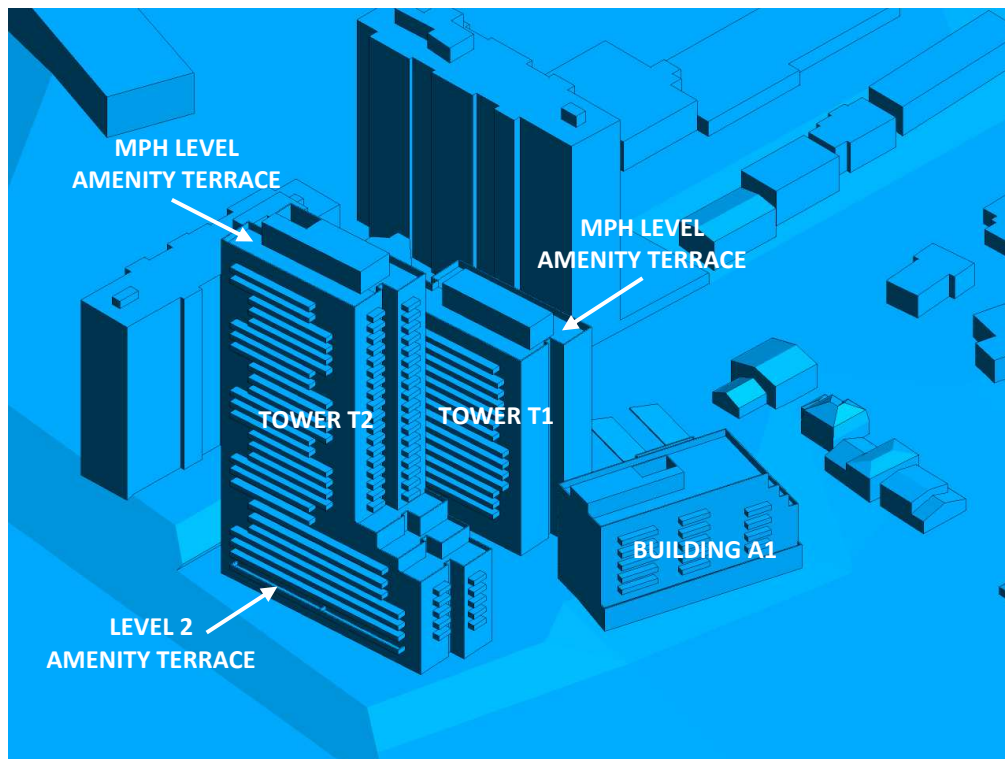 MPH LEVEL
AMENITY TERRACE
MPH LEVEL
AMENITY TERRACE
TOWER T2
TOWER T1
BUILDING A1
LEVEL 2
AMENITY TERRACE